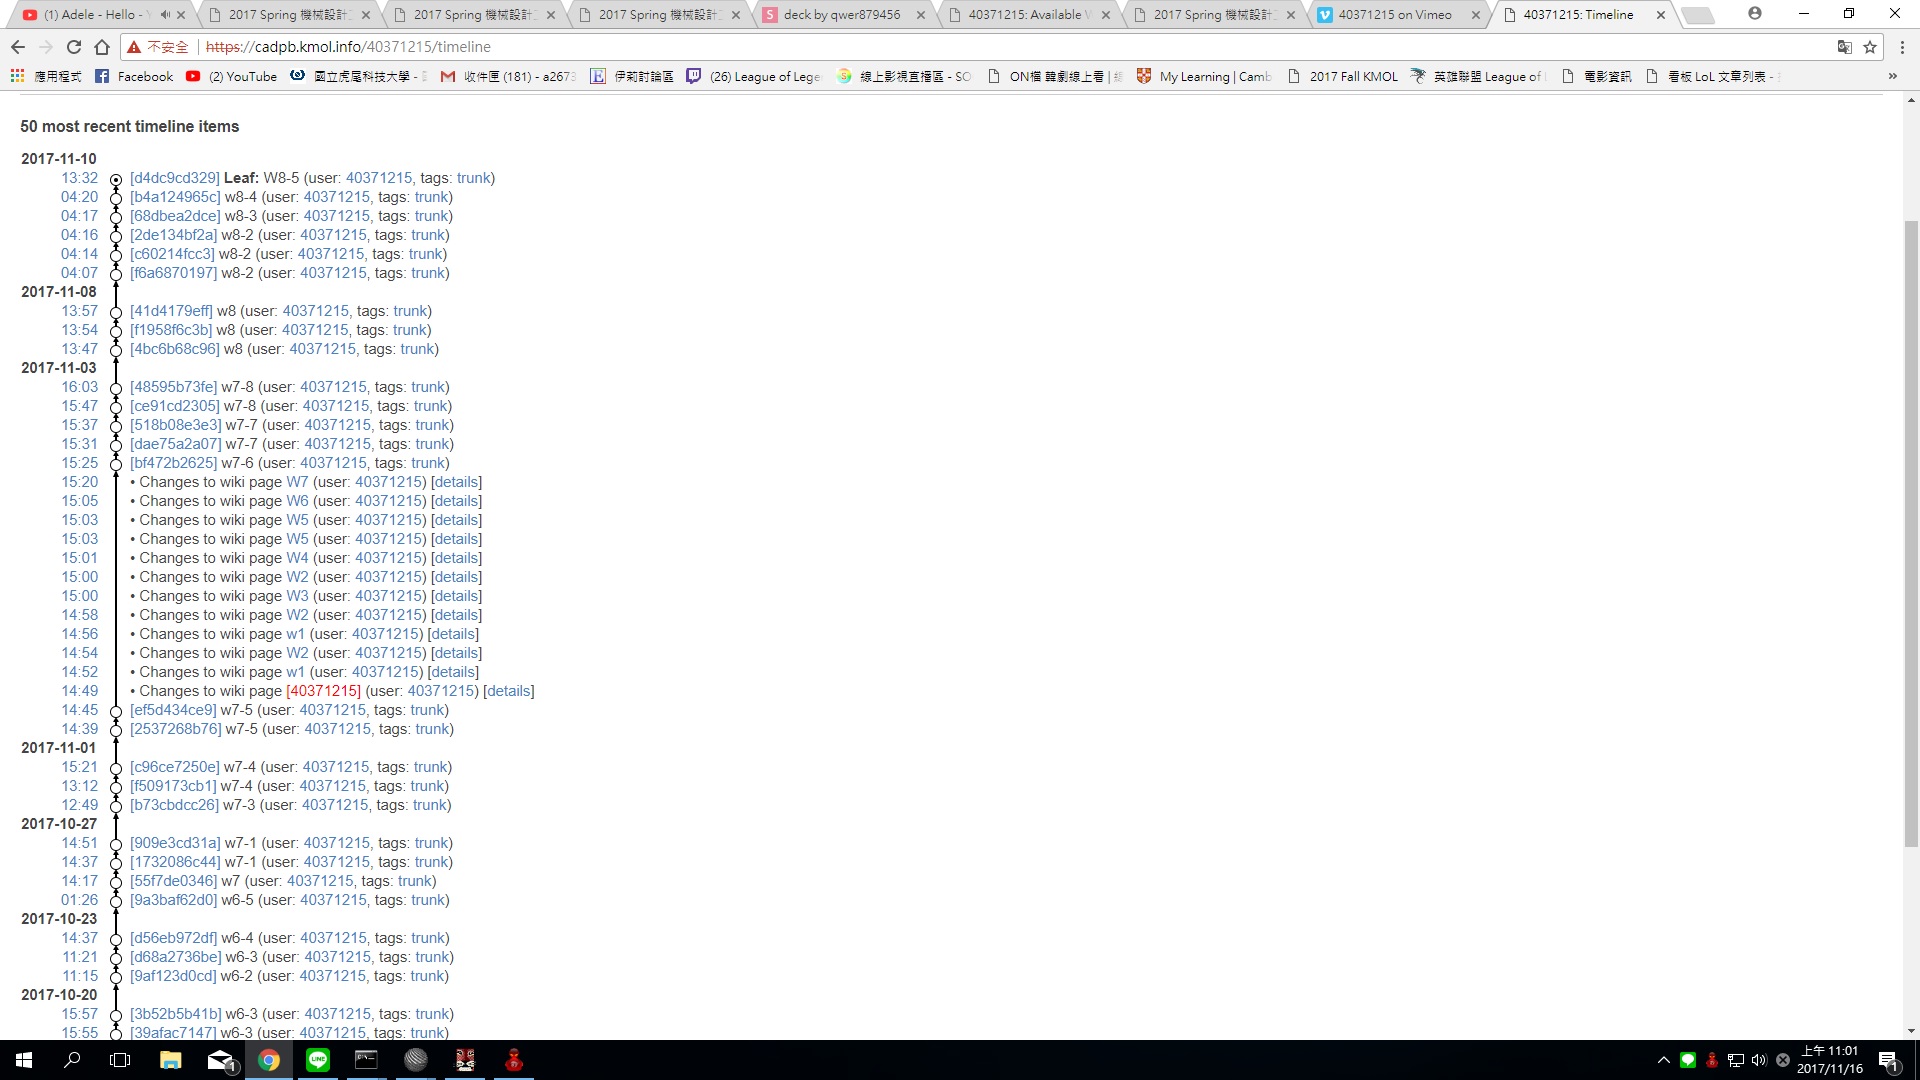 (1) Adele - Hello - 
2017 Spring 機械設計
2017 Spring 機械設計
2017 Spring 機械設計
deck by qwer879456
40371215: Available
2017 Spring 機械設計
40371215 on Vimeo
40371215: Timeline
不安全 https://cadpb.kmol.info/40371215/timeline
應用程式
Facebook
(2) YouTube
國立虎尾科技大學 -
收件匣 (181) - a2673
伊莉討論區
(26) League of Lege
線上影視直播區 - SO
ON檔 韓劇線上看 |
My Learning | Camb
2017 Fall KMOL
英雄聯盟 League of
電影資訊
看板 LoL 文章列表 -
»
50 most recent timeline items
2017-11-10
13:32 [d4dc9cd329] Leaf: W8-5 (user: 40371215, tags: trunk)
04:20 [b4a124965c] w8-4 (user: 40371215, tags: trunk)
04:17 [68dbea2dce] w8-3 (user: 40371215, tags: trunk)
04:16 [2de134bf2a] w8-2 (user: 40371215, tags: trunk)
04:14 [c60214fcc3] w8-2 (user: 40371215, tags: trunk)
04:07 [f6a6870197] w8-2 (user: 40371215, tags: trunk)
2017-11-08
13:57 [41d4179eff] w8 (user: 40371215, tags: trunk)
13:54 [f1958f6c3b] w8 (user: 40371215, tags: trunk)
13:47 [4bc6b68c96] w8 (user: 40371215, tags: trunk)
2017-11-03
16:03 [48595b73fe] w7-8 (user: 40371215, tags: trunk)
15:47 [ce91cd2305] w7-8 (user: 40371215, tags: trunk)
15:37 [518b08e3e3] w7-7 (user: 40371215, tags: trunk)
15:31 [dae75a2a07] w7-7 (user: 40371215, tags: trunk)
15:25 [bf472b2625] w7-6 (user: 40371215, tags: trunk)
15:20 • Changes to wiki page W7 (user: 40371215) [details]
15:05 • Changes to wiki page W6 (user: 40371215) [details]
15:03 • Changes to wiki page W5 (user: 40371215) [details]
15:03 • Changes to wiki page W5 (user: 40371215) [details]
15:01 • Changes to wiki page W4 (user: 40371215) [details]
15:00 • Changes to wiki page W2 (user: 40371215) [details]
15:00 • Changes to wiki page W3 (user: 40371215) [details]
14:58 • Changes to wiki page W2 (user: 40371215) [details]
14:56 • Changes to wiki page w1 (user: 40371215) [details]
14:54 • Changes to wiki page W2 (user: 40371215) [details]
14:52 • Changes to wiki page w1 (user: 40371215) [details]
14:49 • Changes to wiki page [40371215] (user: 40371215) [details]
14:45 [ef5d434ce9] w7-5 (user: 40371215, tags: trunk)
14:39 [2537268b76] w7-5 (user: 40371215, tags: trunk)
2017-11-01
15:21 [c96ce7250e] w7-4 (user: 40371215, tags: trunk)
13:12 [f509173cb1] w7-4 (user: 40371215, tags: trunk)
12:49 [b73cbdcc26] w7-3 (user: 40371215, tags: trunk)
2017-10-27
14:51 [909e3cd31a] w7-1 (user: 40371215, tags: trunk)
14:37 [1732086c44] w7-1 (user: 40371215, tags: trunk)
14:17 [55f7de0346] w7 (user: 40371215, tags: trunk)
01:26 [9a3baf62d0] w6-5 (user: 40371215, tags: trunk)
2017-10-23
14:37 [d56eb972df] w6-4 (user: 40371215, tags: trunk)
11:21 [d68a2736be] w6-3 (user: 40371215, tags: trunk)
11:15 [9af123d0cd] w6-2 (user: 40371215, tags: trunk)
2017-10-20
15:57 [3b52b5b41b] w6-3 (user: 40371215, tags: trunk)
15:55 [39afac7147] w6-3 (user: 40371215, tags: trunk)
1
LINE
上午 11:01
2017/11/16
1